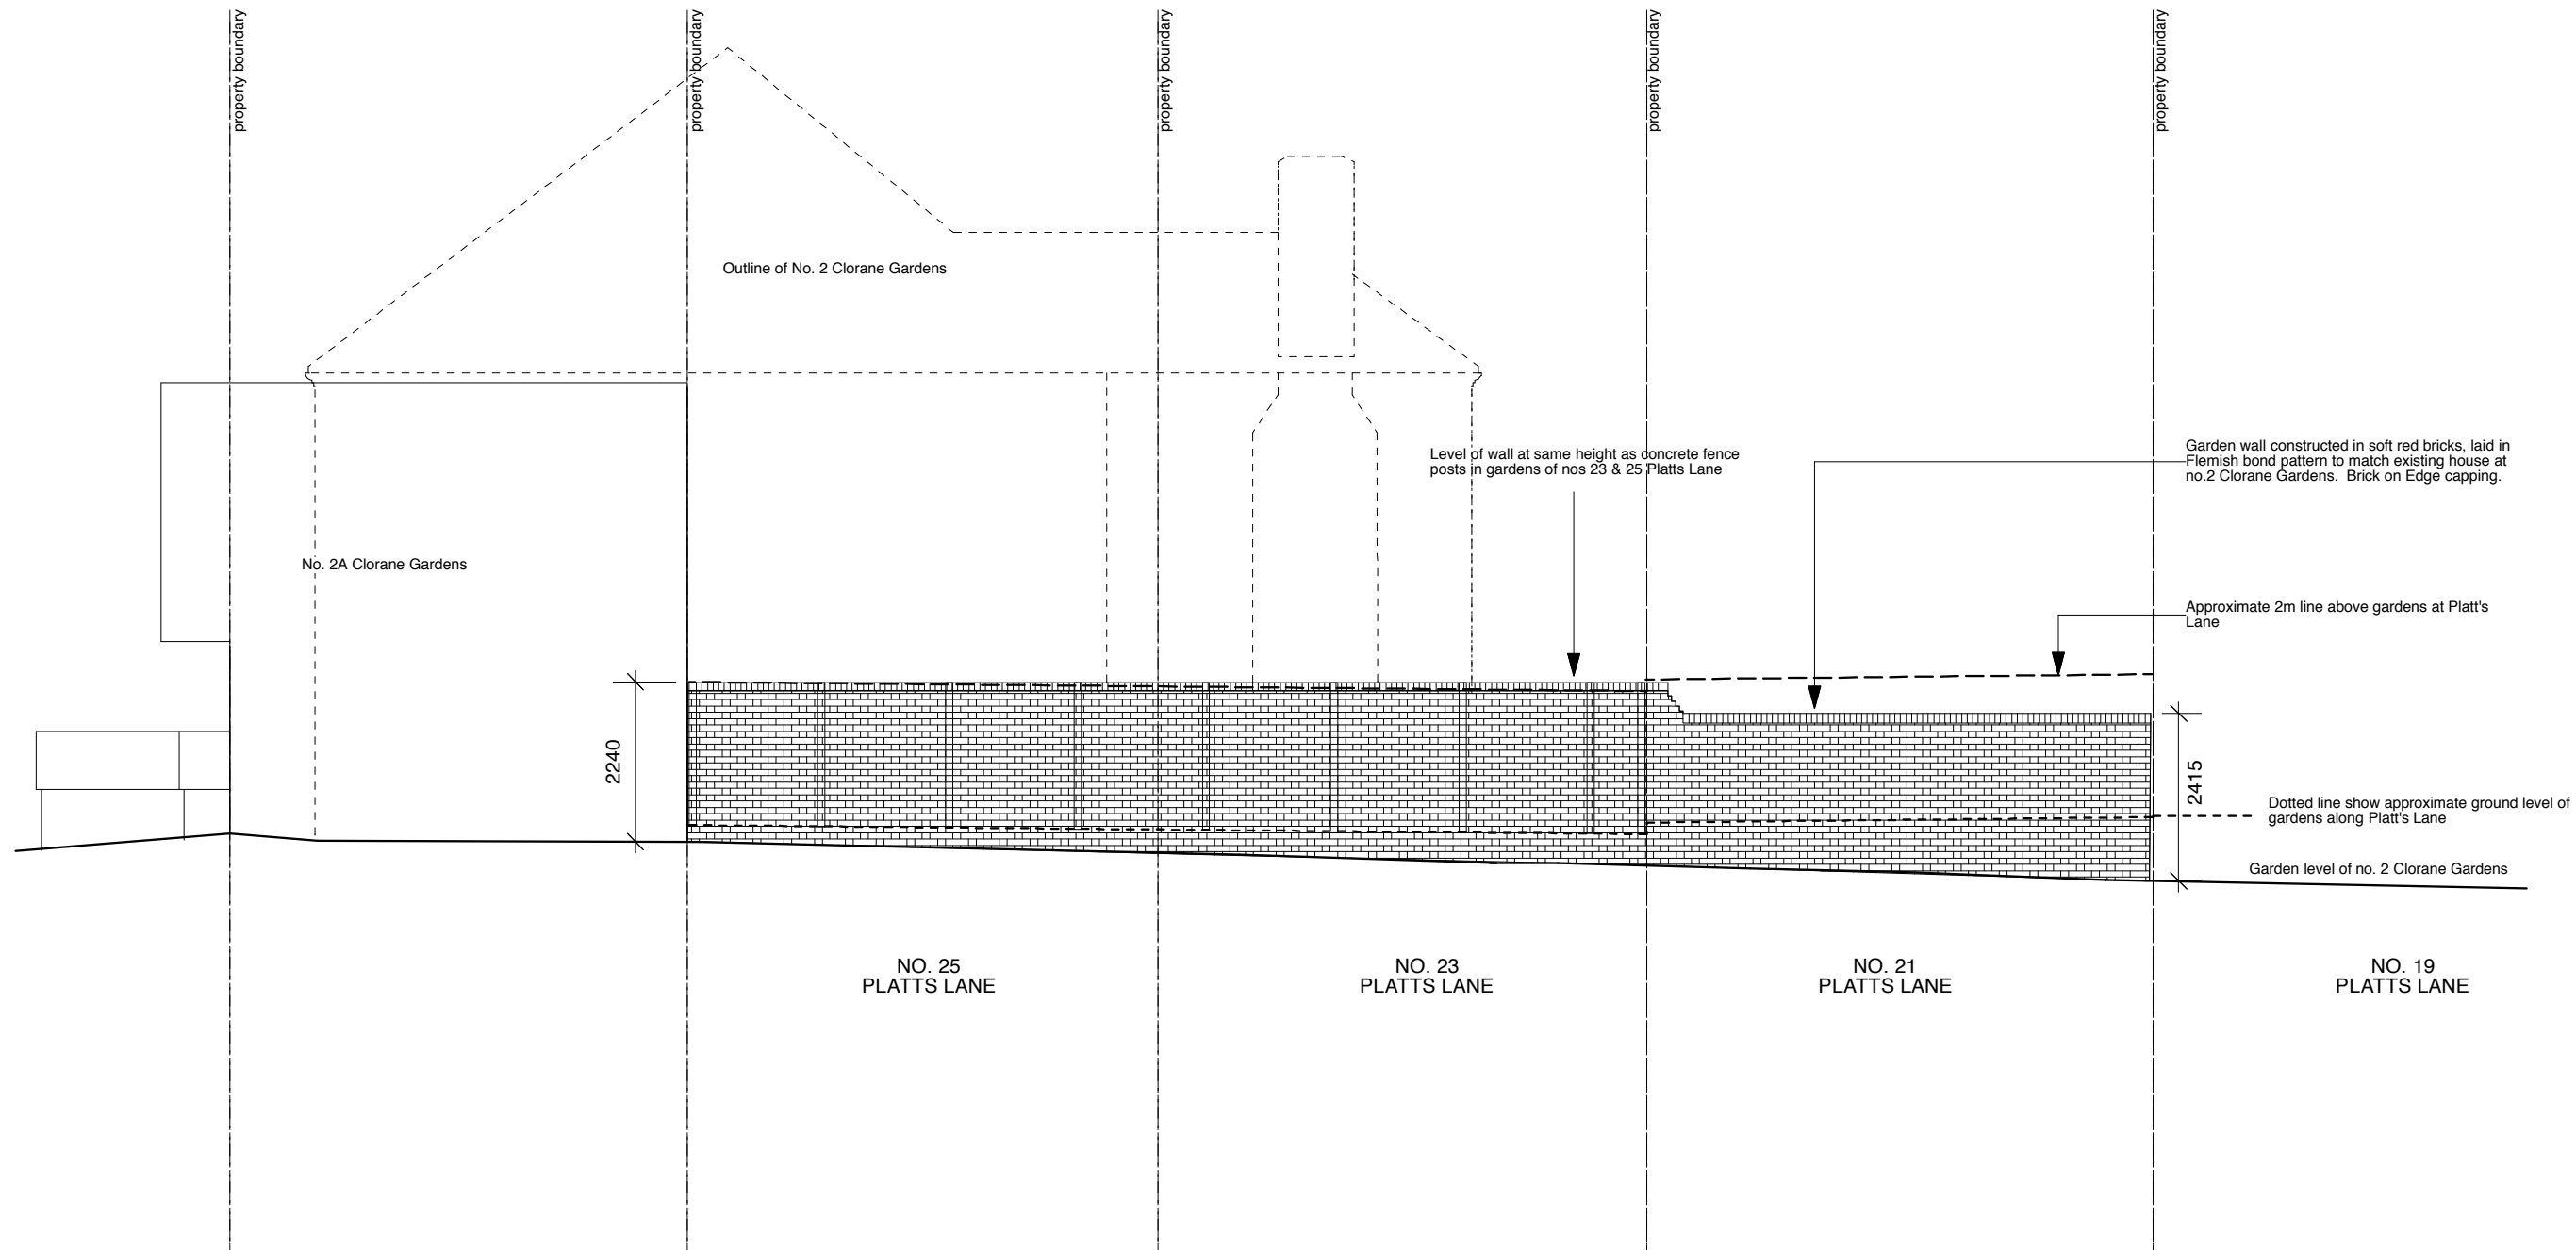 property boundary
property boundary
property boundary
property boundary
property boundary
Outline of No. 2 Clorane Gardens
Level of wall at same height as concrete fence
posts in gardens of nos 23 & 25 Platts Lane
Garden wall constructed in soft red bricks, laid in
Flemish bond pattern to match existing house at
no.2 Clorane Gardens.  Brick on Edge capping.
No. 2A Clorane Gardens
Approximate 2m line above gardens at Platt's
Lane
2240
2415
Dotted line show approximate ground level of
gardens along Platt's Lane
Garden level of no. 2 Clorane Gardens
NO. 25
PLATTS LANE
NO. 23
PLATTS LANE
NO. 21
PLATTS LANE
NO. 19
PLATTS LANE